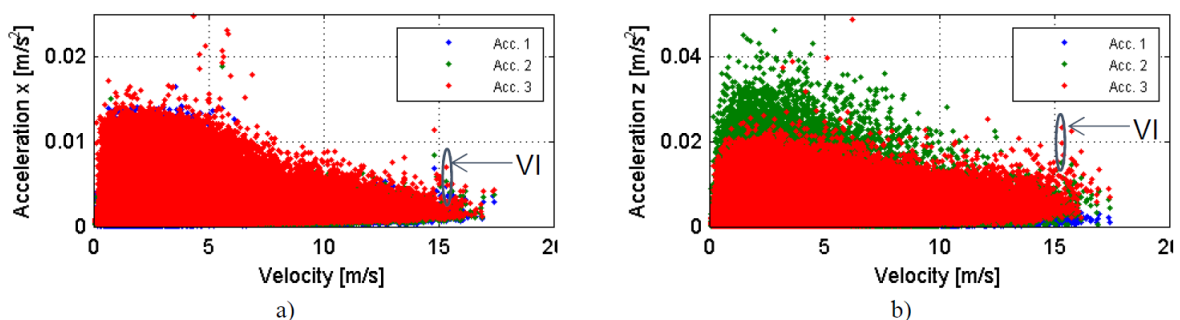 Acceleration x [m/s²]
0.02
0.01
0
0
5
10
15
20
Velocity [m/s]
Acc. 1
Acc. 2
Acc. 3
VI
a)
Acceleration z [m/s²]
0.04
0.02
0
0
5
10
15
20
Velocity [m/s]
Acc. 1
Acc. 2
Acc. 3
VI
b)